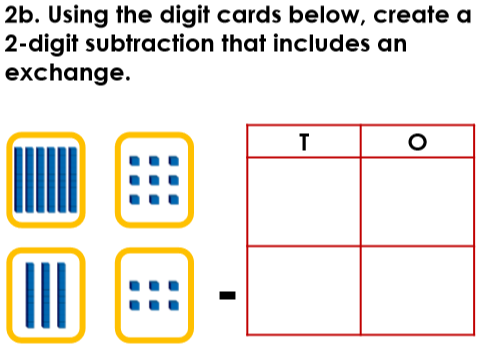 2b. Using the digit cards below, create a
2-digit subtraction that includes an
exchange.
T O
-